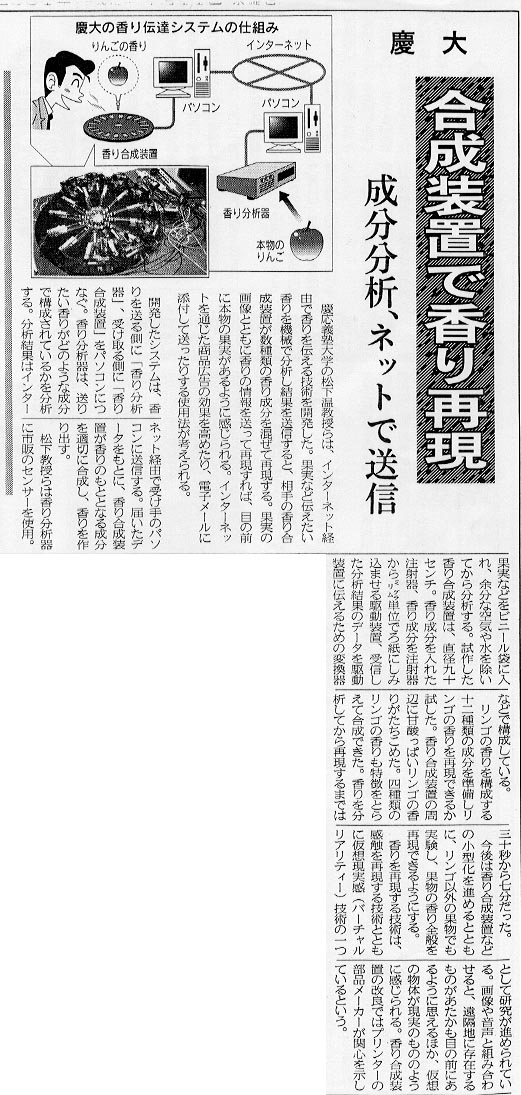 慶大
合成装置で香り再現
成分分析、ネットで送信
慶大の香り伝達システムの仕組み
りんごの香り
インターネット
パソコン
パソコン
香り合成装置
香り分析器
本物の
りんご
慶応義塾大学の松下温教授らは、インターネット経
由で香りを伝える技術を開発した。果実など伝えたい
香りを機械で分析し結果を送信すると、相手の香り合
成装置が数種類の香り成分を混ぜて再現する。果実の
画像とともに香りの情報を送って再現すれば、目の前
に本物の果実があるように感じられる。インターネッ
トを通じた商品広告の効果を高めたり、電子メールに
添付して送ったりする使用法が考えられる。
開発したシステムは、香
りを送る側に「香り分析
器」、受け取る側に「香り
合成装置」をパソコンにつ
なぐ。香り分析器は、送り
たい香りがどのような成分
で構成されているかを分析
する。分析結果はインタ
ネット経由で受け手のパソ
コンに送信する。届いたデ
ータをもとに、香り合成装
置が香りのもととなる成分
を適切に合成し、香りを作
り出す。
松下教授らは香り分析器
に市販のセンサーを使用。
果実などをビニール袋に入
れ、余分な空気や水を除い
てから分析する。試作した
香り合成装置は、直径九十
センチ。香り成分を入れた
注射器、香り成分を注射器
から㍉㌘単位でろ紙にしみ
込ませる駆動装置、受信し
た分析結果のデータを駆動
装置に伝えるための変換器
などで構成している。
リンゴの香りを構成する
十二種類の成分を準備しリ
ンゴの香りを再現できるか
試した。香り合成装置の周
辺に甘酸っぱいリンゴの香
りがたちこめた。四種類の
リンゴの香りも特徴をとら
えて合成できた。香りを分
析してから再現するまでは
三十秒から七分だった。
今後は香り合成装置など
の小型化を進めるととも
に、リンゴ以外の果物でも
実験し、果物の香り全般を
再現できるようにする。
香りを再現する技術は、
感触を再現する技術ととも
に仮想現実感（バーチャル
リアリティー）技術の一つ
として研究が進められてい
る。画像や音声と組み合わ
せると、遠隔地に存在する
ものがあたかも目の前にあ
るように思えるほか、仮想
の物体が現実のもののよう
に感じられる。香り合成装
置の改良ではプリンターの
部品メーカーが関心を示し
ているという。